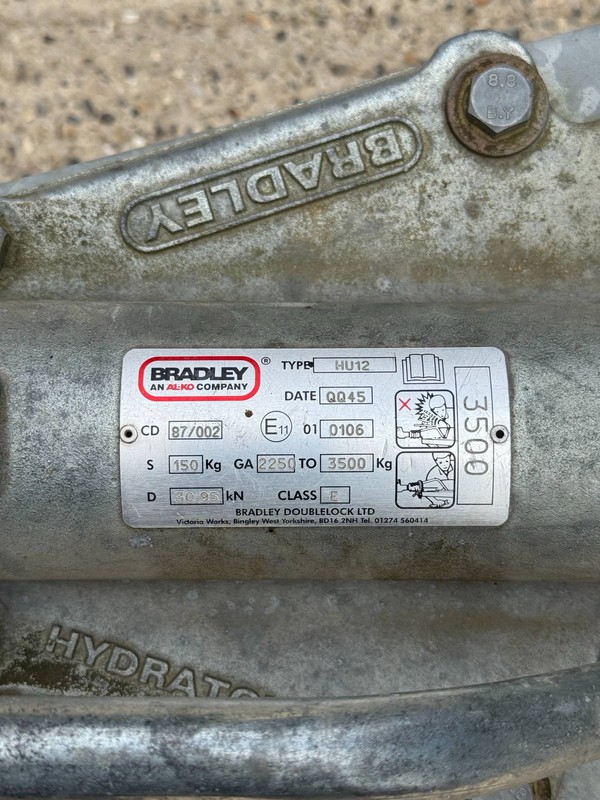 8.8
BRADLEY
BRADLEY ®
AN AL-KO COMPANY
TYPE HU12
DATE QQ45
CD 87/002 E11 01 0106
S 150 Kg GA 2250 TO 3500 Kg
D 30.95 kN CLASS E
3500
BRADLEY DOUBLELOCK LTD
Victoria Works, Bingley West Yorkshire, BD16 2NH Tel. 01274 560414